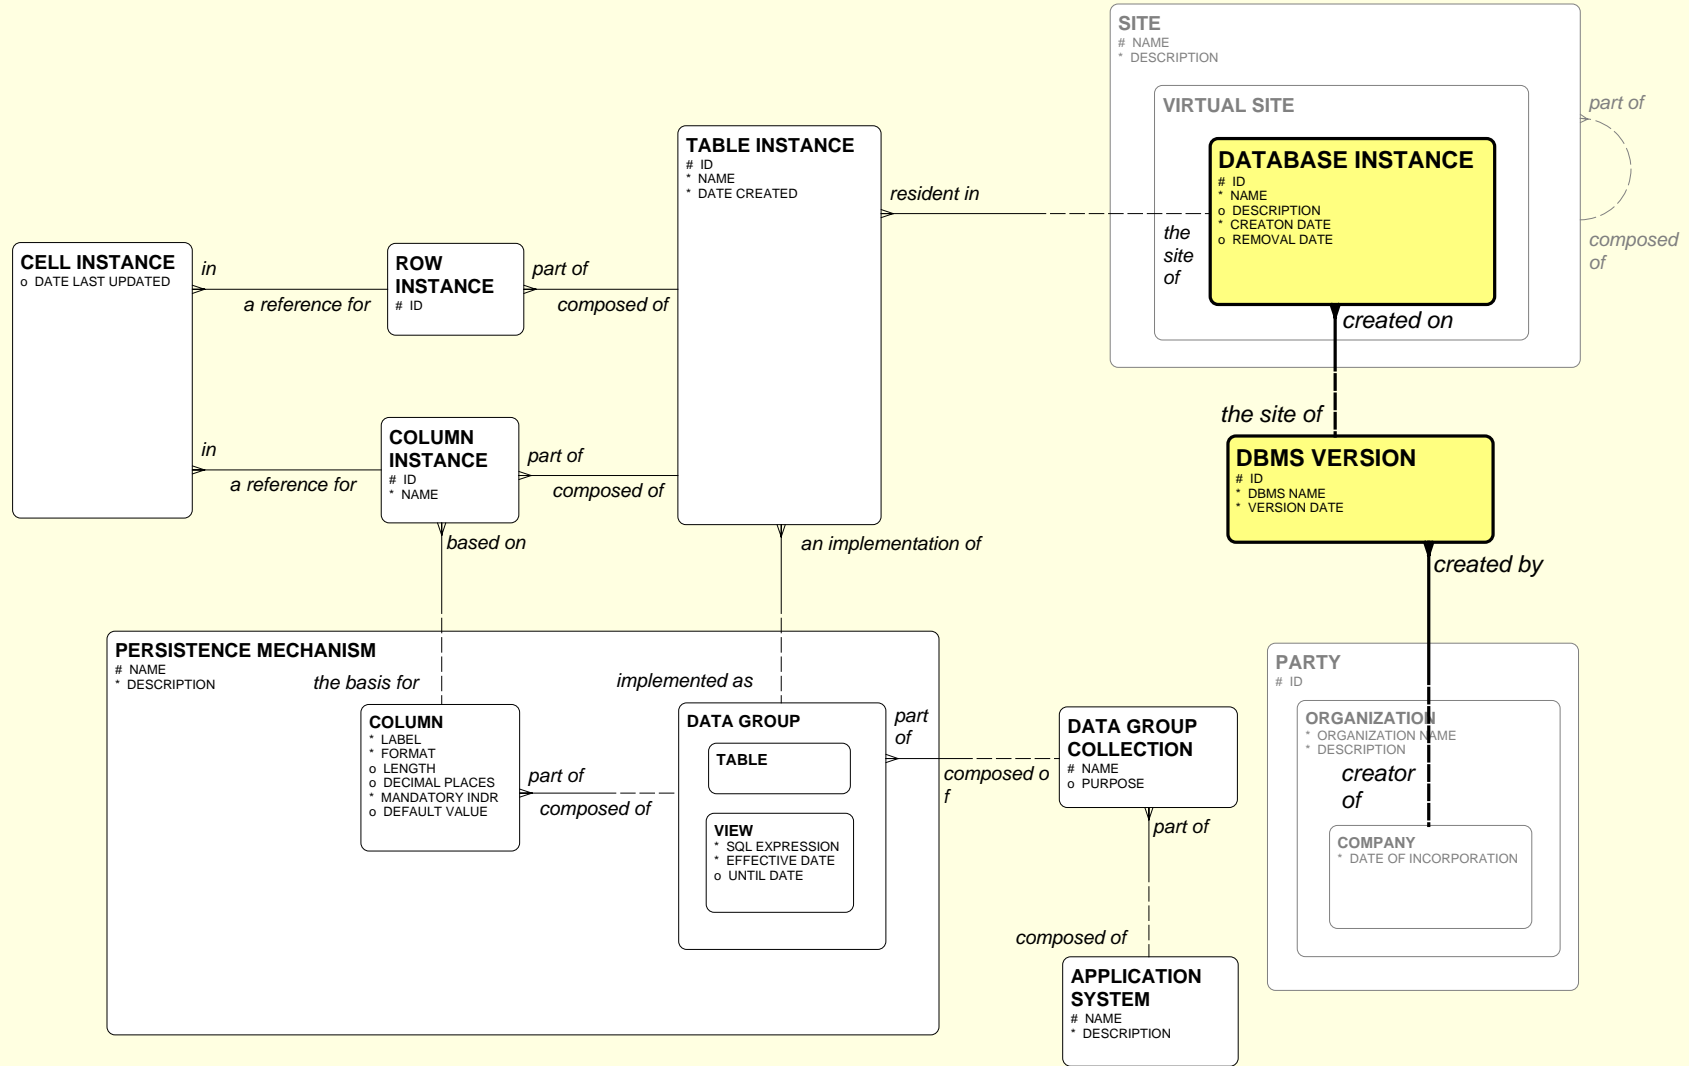 SITE
# NAME
* DESCRIPTION
VIRTUAL SITE
part of
composed
of
DATABASE INSTANCE
# ID
* NAME
o DESCRIPTION
* CREATON DATE
o REMOVAL DATE
TABLE INSTANCE
# ID
* NAME
* DATE CREATED
resident in
the
site
of
CELL INSTANCE
o DATE LAST UPDATED
in
a reference for
ROW
INSTANCE
# ID
part of
composed of
created on
the site of
in
a reference for
COLUMN
INSTANCE
# ID
* NAME
part of
composed of
DBMS VERSION
# ID
* DBMS NAME
* VERSION DATE
based on
an implementation of
created by
PERSISTENCE MECHANISM
# NAME
* DESCRIPTION
the basis for
implemented as
COLUMN
* LABEL
* FORMAT
o LENGTH
o DECIMAL PLACES
* MANDATORY INDR
o DEFAULT VALUE
part of
composed of
DATA GROUP
TABLE
VIEW
* SQL EXPRESSION
* EFFECTIVE DATE
o UNTIL DATE
part
of
composed o
f
DATA GROUP
COLLECTION
# NAME
o PURPOSE
part of
composed of
APPLICATION
SYSTEM
# NAME
* DESCRIPTION
PARTY
# ID
ORGANIZATION
* ORGANIZATION NAME
* DESCRIPTION
creator
of
COMPANY
* DATE OF INCORPORATION